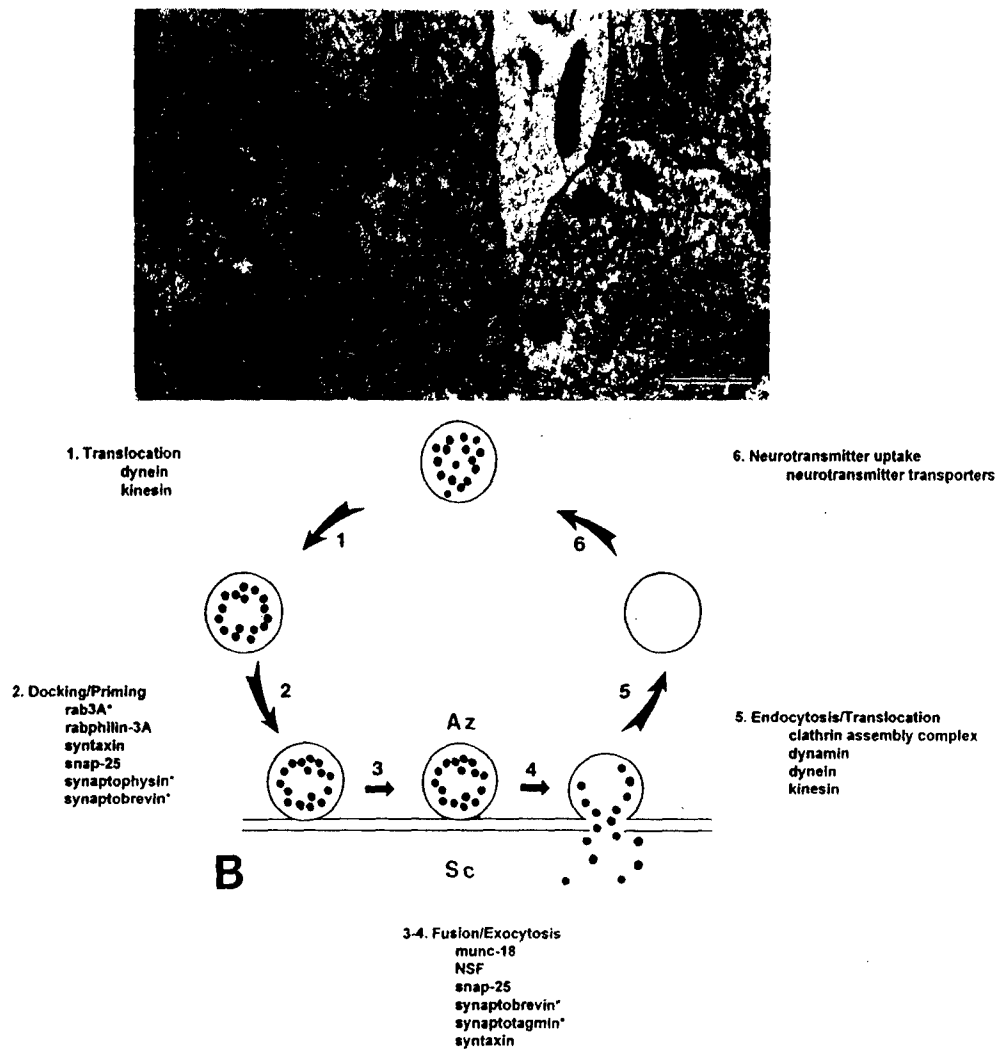 1. Translocation
dynein
kinesin
6. Neurotransmitter uptake
neurotransmitter transporters
1
6
2. Docking/Priming
rab3A*
rabphilin-3A
syntaxin
snap-25
synaptophysin*
synaptobrevin*
2
5
5. Endocytosis/Translocation
clathrin assembly complex
dynamin
dynein
kinesin
Az
3
4
B
Sc
3-4. Fusion/Exocytosis
munc-18
NSF
snap-25
synaptobrevin*
synaptotagmin*
syntaxin